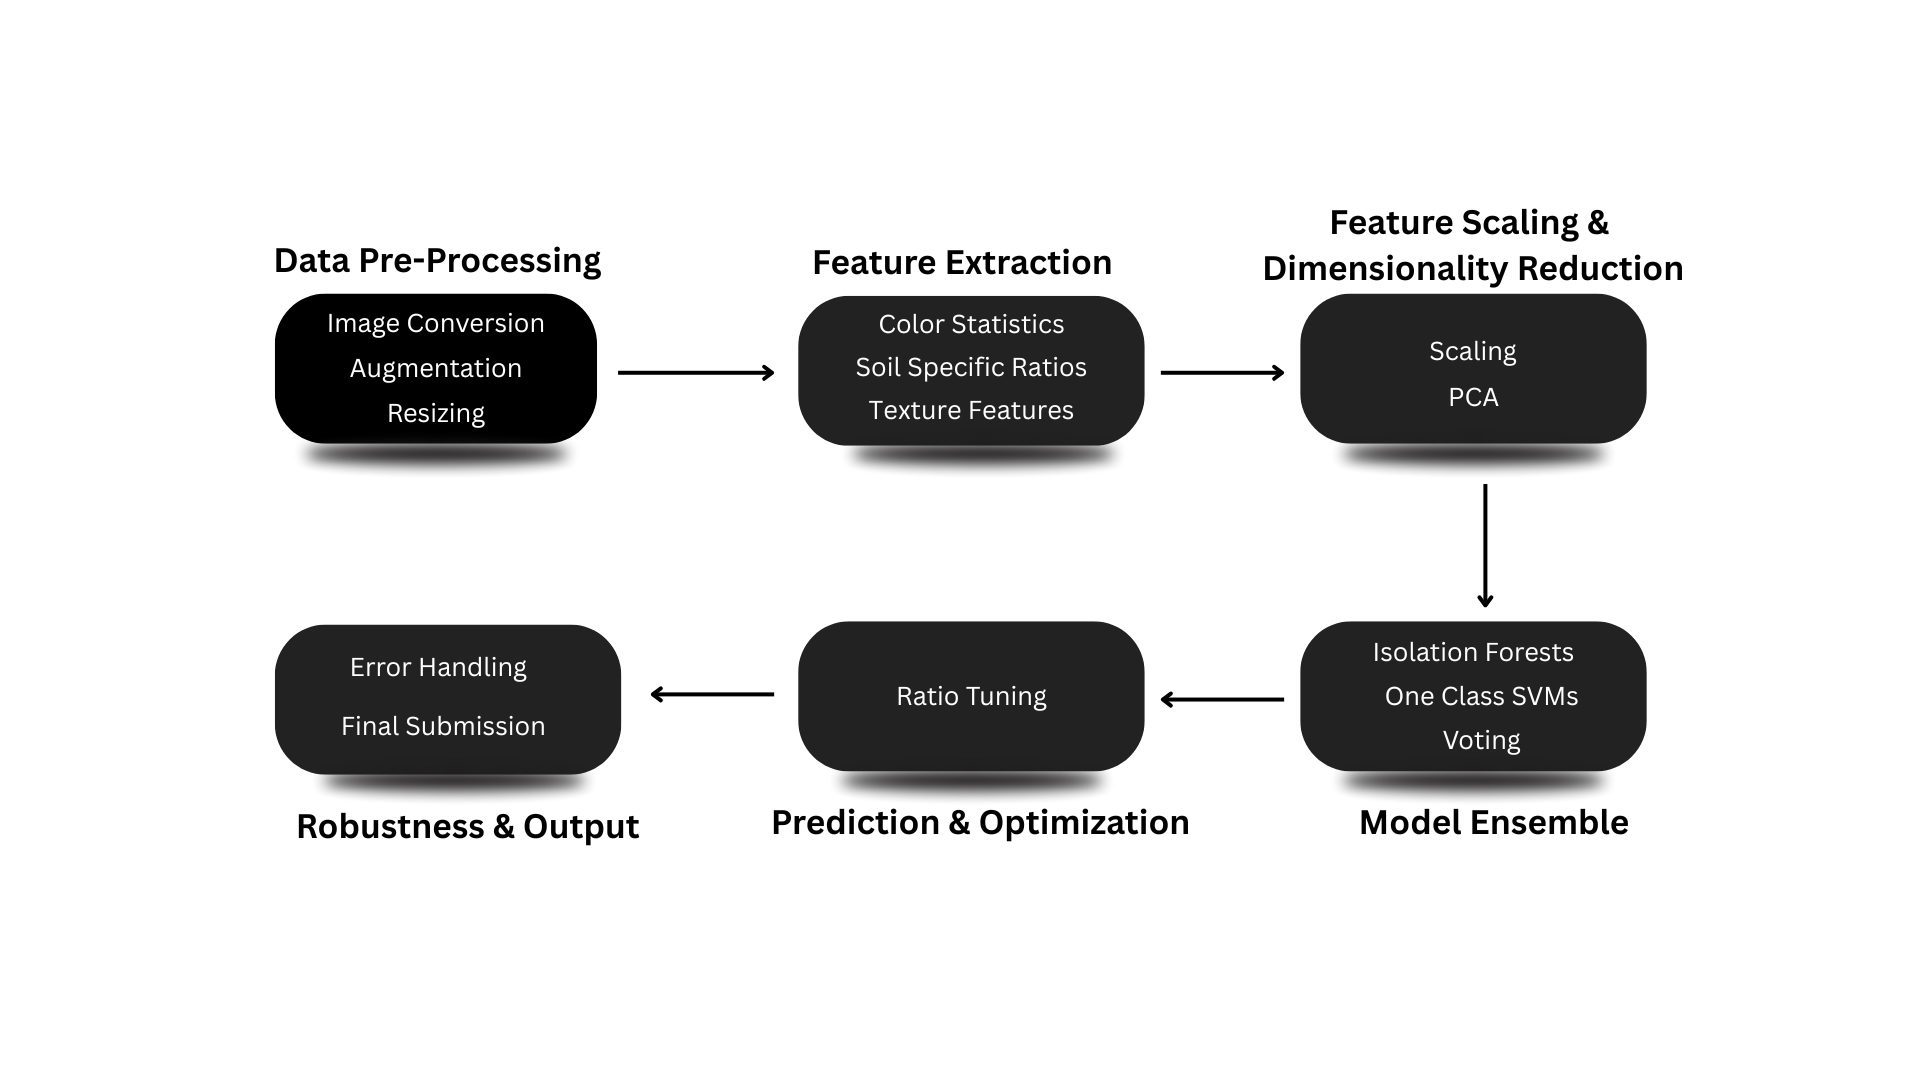 Data Pre-Processing
Image Conversion
Augmentation
Resizing
Feature Extraction
Color Statistics
Soil Specific Ratios
Texture Features
Feature Scaling &
Dimensionality Reduction
Scaling
PCA
Isolation Forests
One Class SVMs
Voting
Model Ensemble
Ratio Tuning
Prediction & Optimization
Error Handling
Final Submission
Robustness & Output